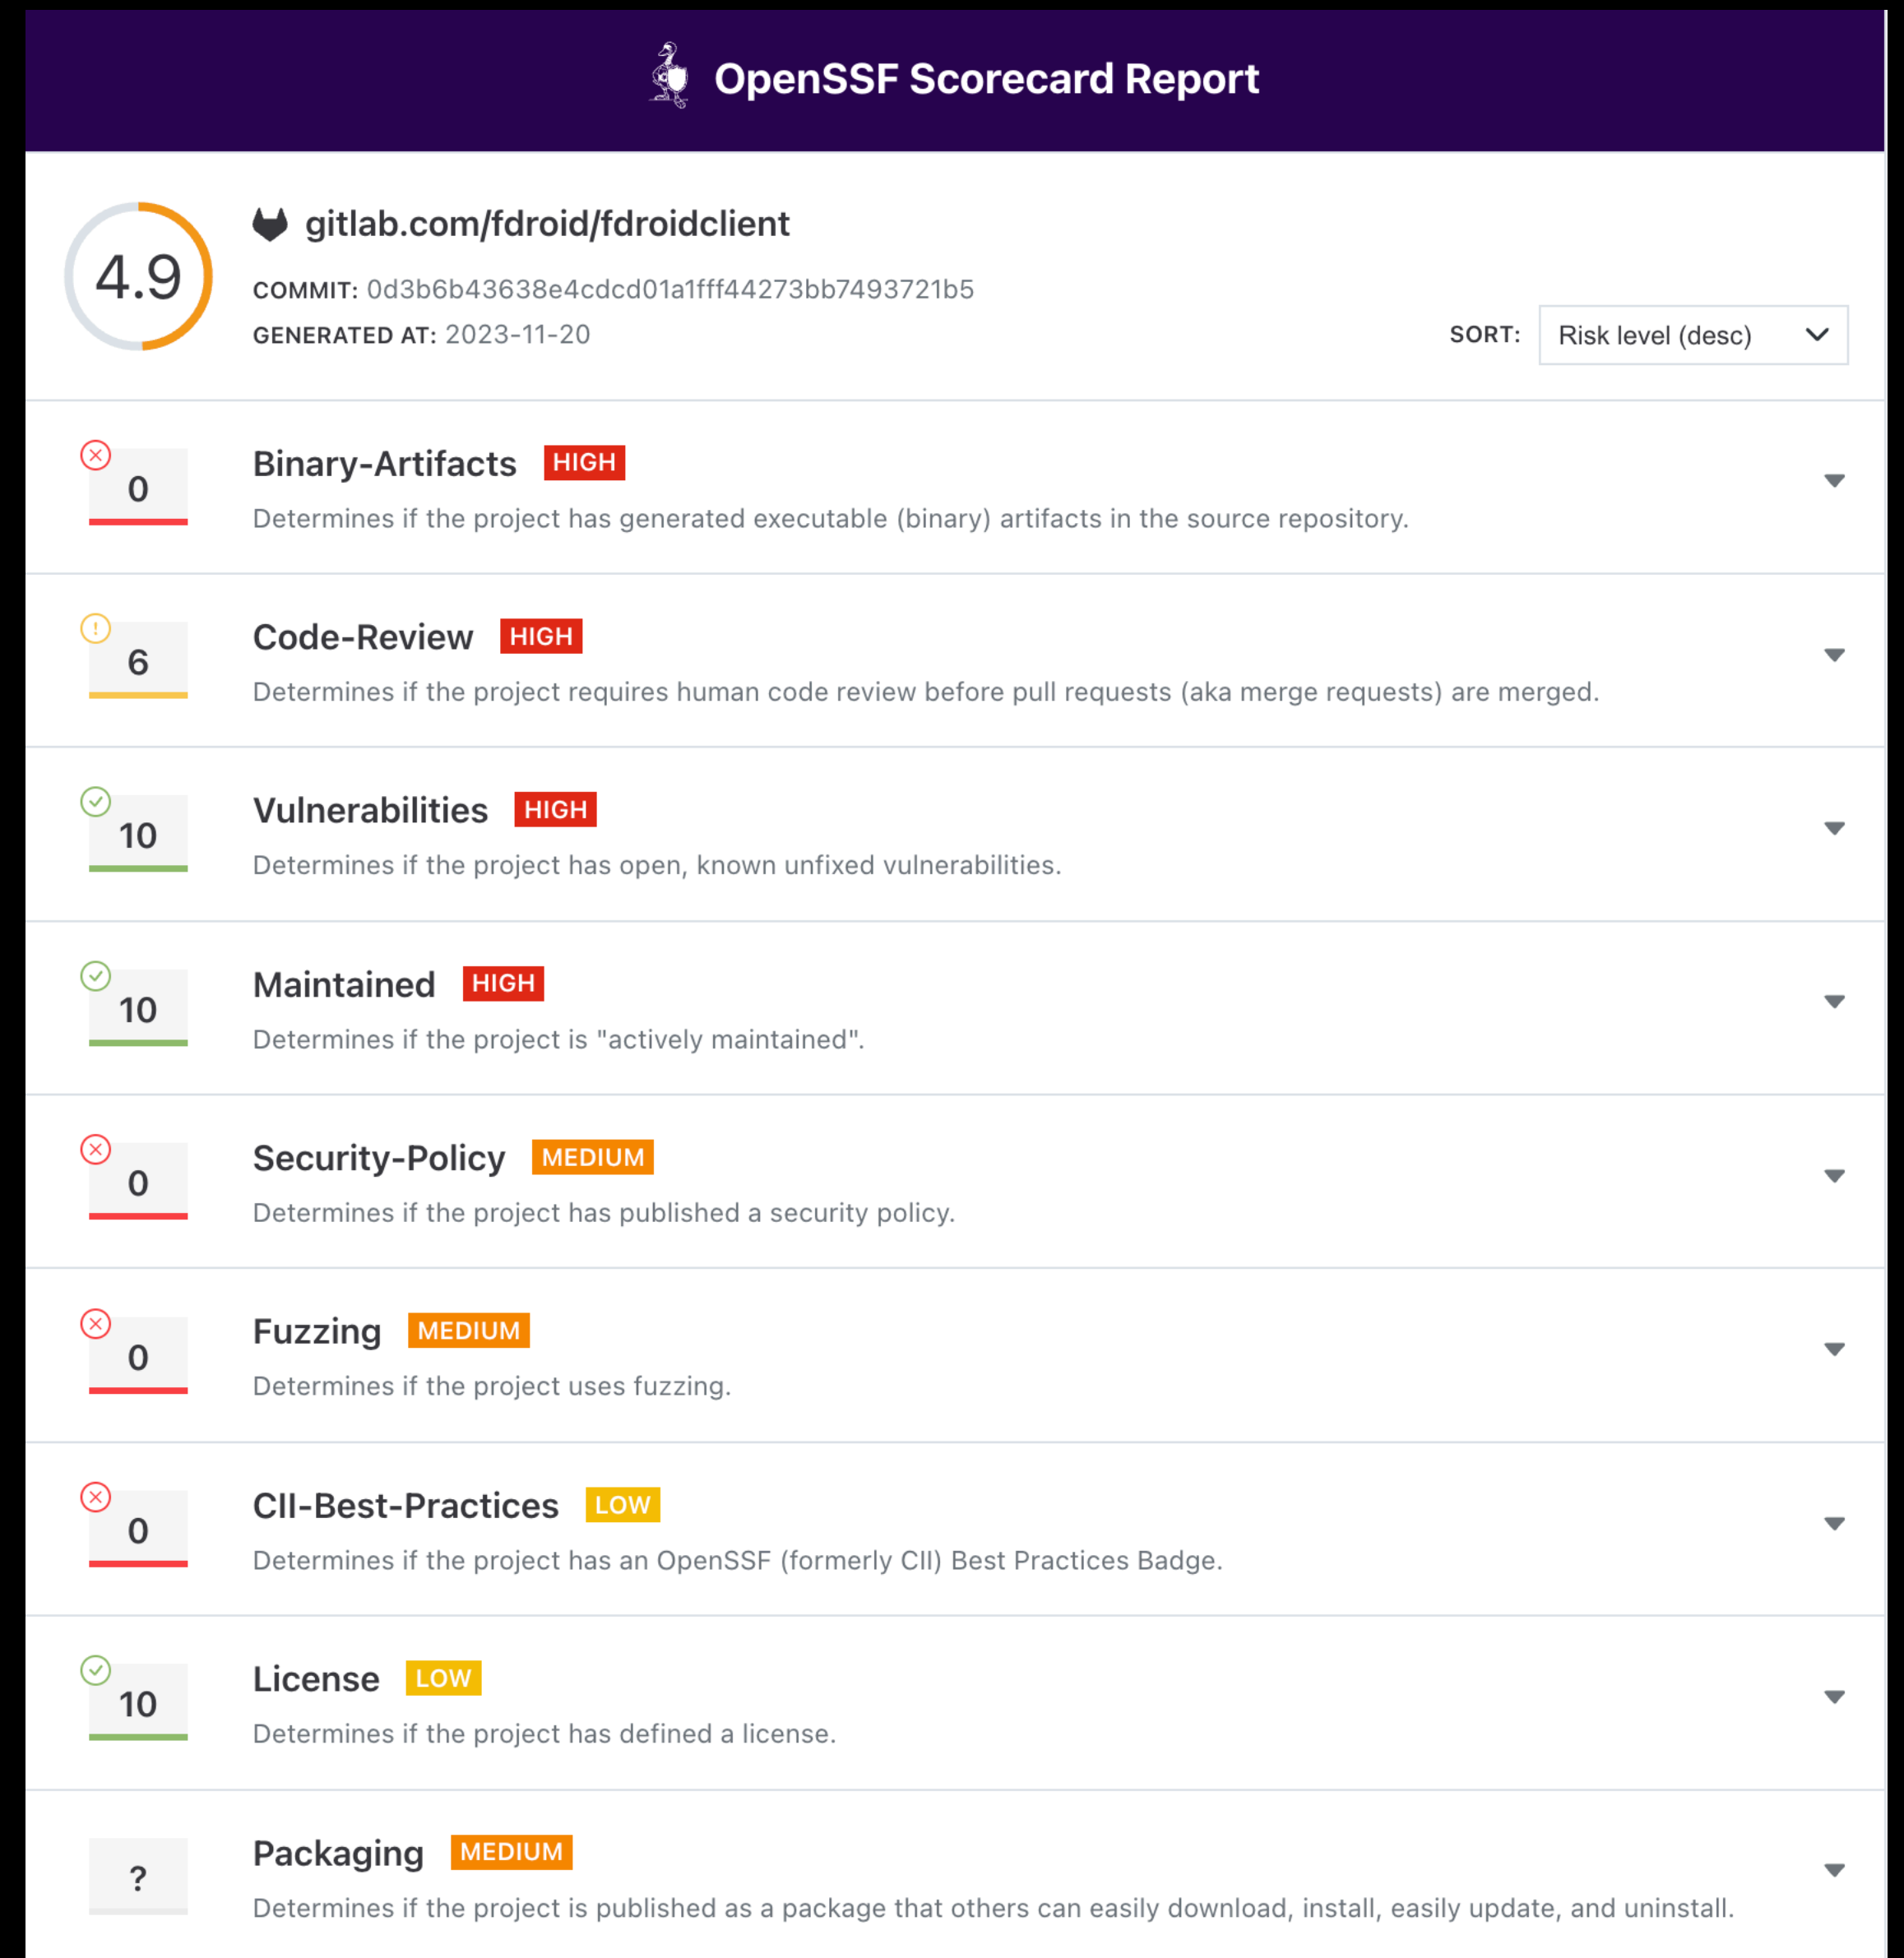 OpenSSF Scorecard Report
4.9
gitlab.com/fdroid/fdroidclient
COMMIT: 0d3b6b43638e4cdcd01a1fff44273bb7493721b5
GENERATED AT: 2023-11-20
SORT: Risk level (desc)
0
Binary-Artifacts HIGH
Determines if the project has generated executable (binary) artifacts in the source repository.
6
Code-Review HIGH
Determines if the project requires human code review before pull requests (aka merge requests) are merged.
10
Vulnerabilities HIGH
Determines if the project has open, known unfixed vulnerabilities.
10
Maintained HIGH
Determines if the project is "actively maintained".
0
Security-Policy MEDIUM
Determines if the project has published a security policy.
0
Fuzzing MEDIUM
Determines if the project uses fuzzing.
0
CII-Best-Practices LOW
Determines if the project has an OpenSSF (formerly CII) Best Practices Badge.
10
License LOW
Determines if the project has defined a license.
?
Packaging MEDIUM
Determines if the project is published as a package that others can easily download, install, easily update, and uninstall.